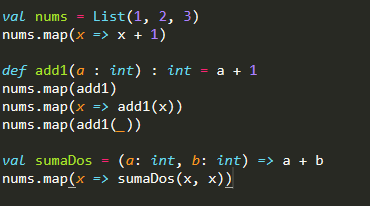 val nums = List(1, 2, 3)
nums.map(x => x + 1)
def add1(a : int) : int = a + 1
nums.map(add1)
nums.map(x => add1(x))
nums.map(add1(_))
val sumaDos = (a: int, b: int) => a + b
nums.map(x => sumaDos(x, x))